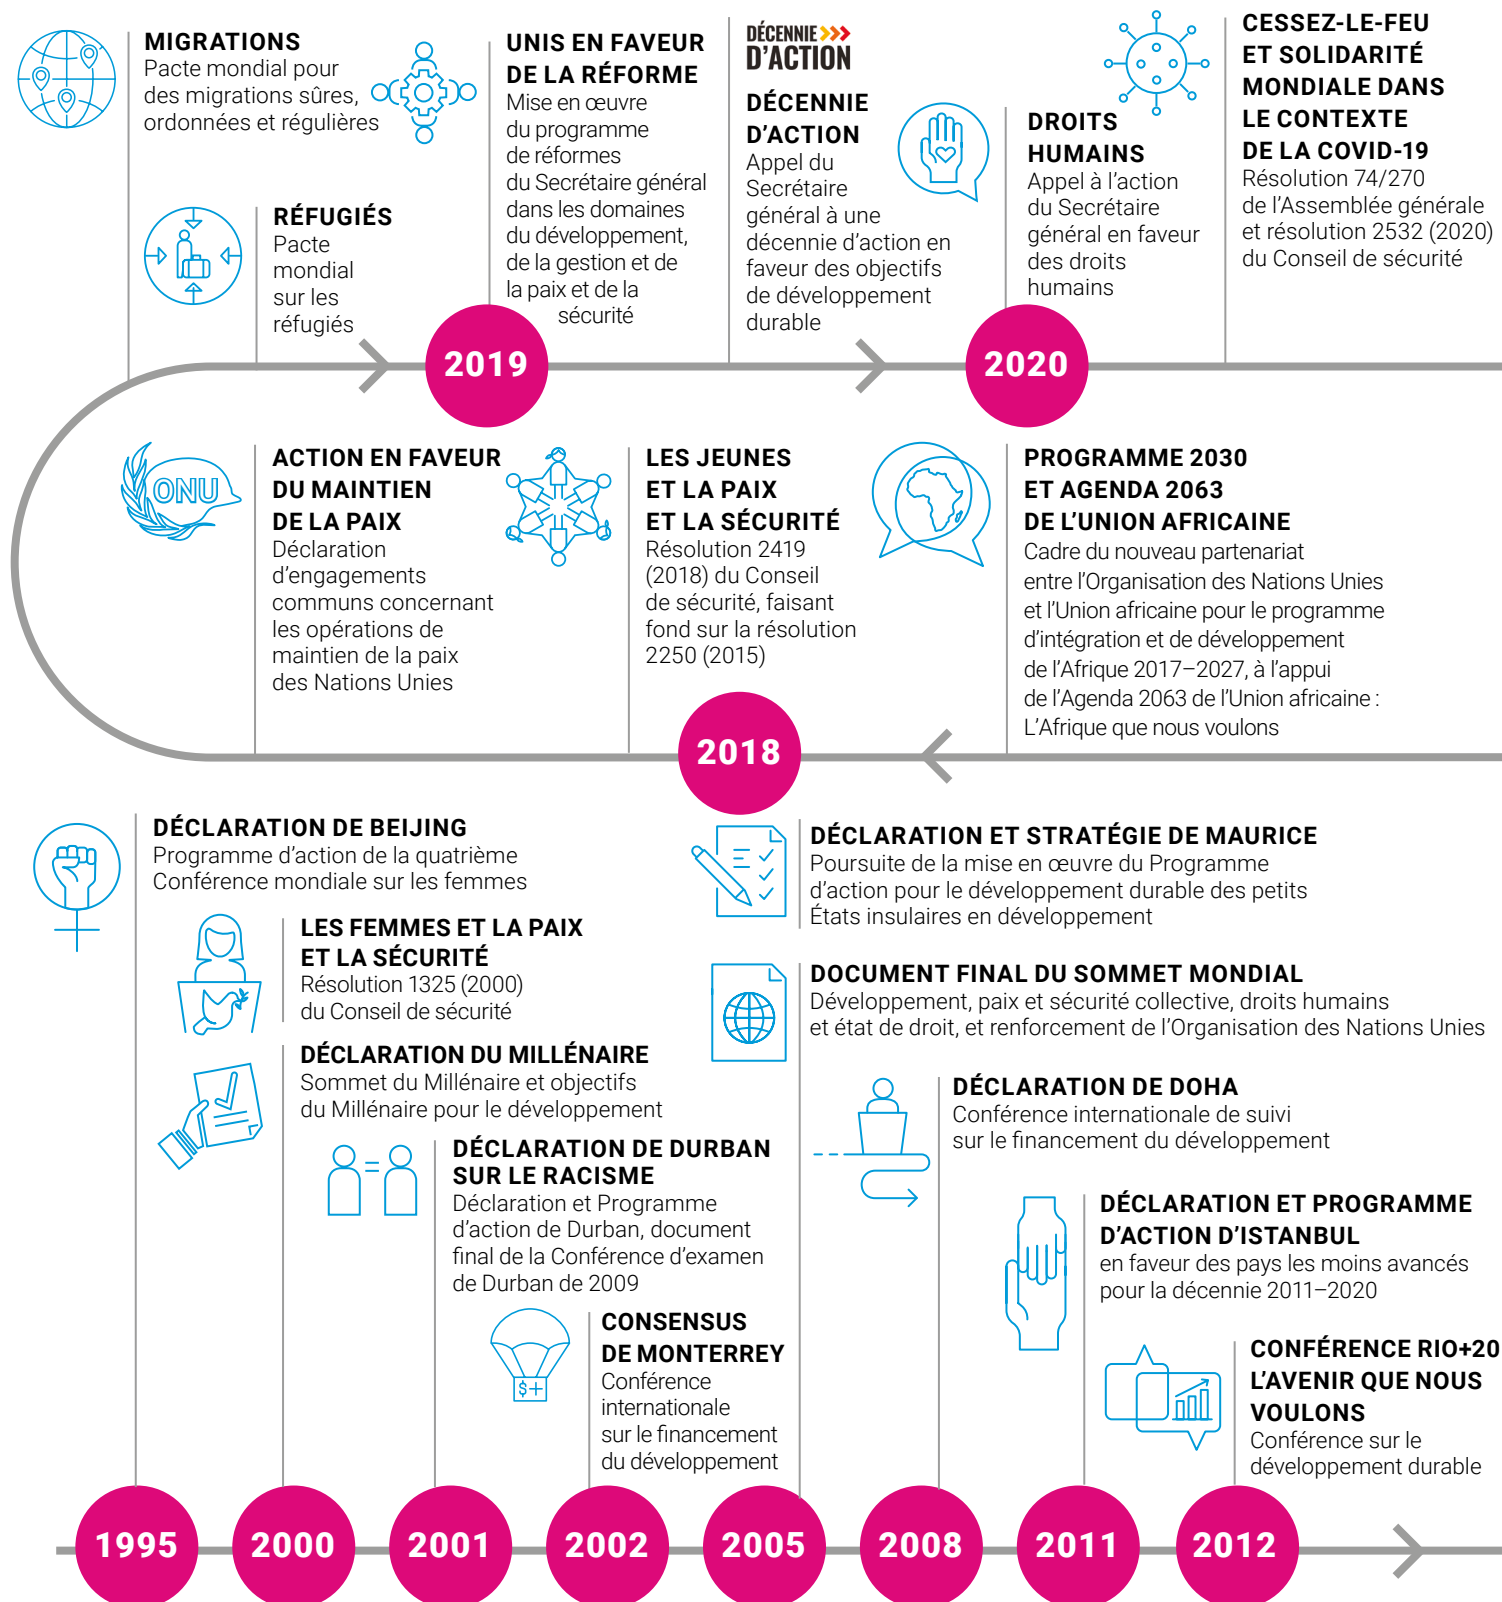 MIGRATIONS
Pacte mondial pour
des migrations sûres,
ordonnées et régulières
RÉFUGIÉS
Pacte
mondial
sur les
réfugiés
UNIS EN FAVEUR
DE LA RÉFORME
Mise en œuvre
du programme
de réformes
du Secrétaire général
dans les domaines
du développement,
de la gestion et de
la paix et de la
sécurité
DÉCENNIE
D'ACTION
DÉCENNIE
D'ACTION
Appel du
Secrétaire
général à une
décennie d'action en
faveur des objectifs
de développement
durable
DROITS
HUMAINS
Appel à l'action
du Secrétaire
général en faveur
des droits
humains
CESSEZ-LE-FEU
ET SOLIDARITÉ
MONDIALE DANS
LE CONTEXTE
DE LA COVID-19
Résolution 74/270
de l'Assemblée générale
et résolution 2532 (2020)
du Conseil de sécurité
2019
2020
ONU
ACTION EN FAVEUR
DU MAINTIEN
DE LA PAIX
Déclaration
d'engagements
communs concernant
les opérations de
maintien de la paix
des Nations Unies
LES JEUNES
ET LA PAIX
ET LA SÉCURITÉ
Résolution 2419
(2018) du Conseil
de sécurité, faisant
fond sur la résolution
2250 (2015)
PROGRAMME 2030
ET AGENDA 2063
DE L'UNION AFRICAINE
Cadre du nouveau partenariat
entre l'Organisation des Nations Unies
et l'Union africaine pour le programme
d'intégration et de développement
de l'Afrique 2017–2027, à l'appui
de l'Agenda 2063 de l'Union africaine :
L'Afrique que nous voulons
2018
DÉCLARATION DE BEIJING
Programme d'action de la quatrième
Conférence mondiale sur les femmes
LES FEMMES ET LA PAIX
ET LA SÉCURITÉ
Résolution 1325 (2000)
du Conseil de sécurité
DÉCLARATION DU MILLÉNAIRE
Sommet du Millénaire et objectifs
du Millénaire pour le développement
DÉCLARATION DE DURBAN
SUR LE RACISME
Déclaration et Programme
d'action de Durban, document
final de la Conférence d'examen
de Durban de 2009
CONSENSUS
DE MONTERREY
Conférence
internationale
sur le financement
du développement
$+
DÉCLARATION ET STRATÉGIE DE MAURICE
Poursuite de la mise en œuvre du Programme
d'action pour le développement durable des petits
États insulaires en développement
DOCUMENT FINAL DU SOMMET MONDIAL
Développement, paix et sécurité collective, droits humains
et état de droit, et renforcement de l'Organisation des Nations Unies
DÉCLARATION DE DOHA
Conférence internationale de suivi
sur le financement du développement
DÉCLARATION ET PROGRAMME
D'ACTION D'ISTANBUL
en faveur des pays les moins avancés
pour la décennie 2011–2020
CONFÉRENCE RIO+20
L'AVENIR QUE NOUS
VOULONS
Conférence sur le
développement durable
1995
2000
2001
2002
2005
2008
2011
2012